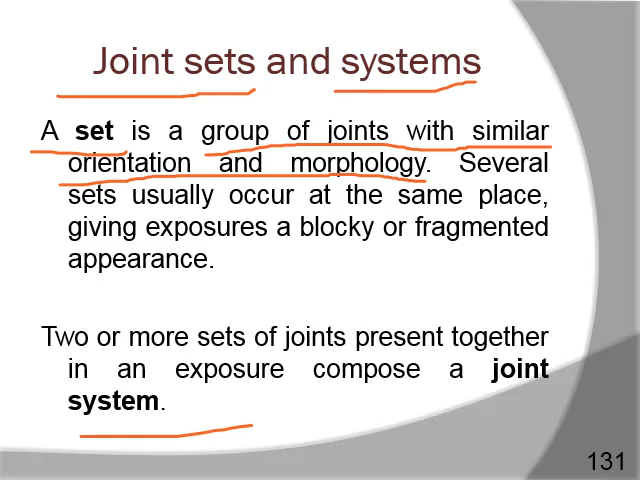 Joint sets and systems
A set is a group of joints with similar
orientation and morphology. Several
sets usually occur at the same place,
giving exposures a blocky or fragmented
appearance.
Two or more sets of joints present together
in an exposure compose a joint
system.
131